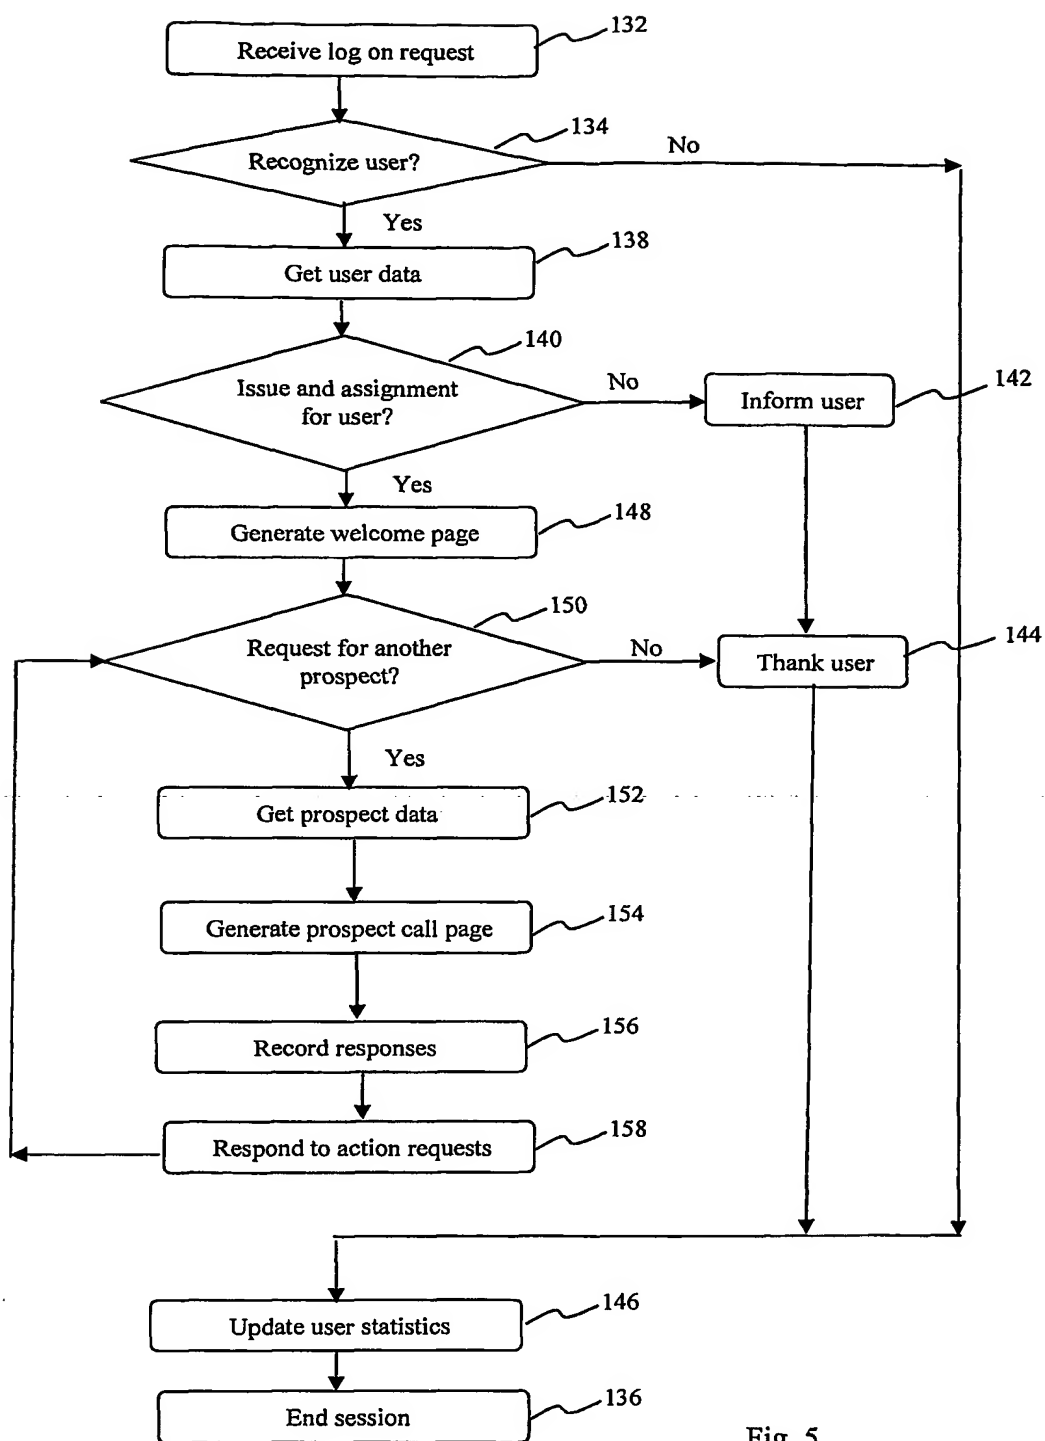 132
Receive log on request
134
No
Recognize user?
Yes
138
Get user data
140
Issue and assignment
for user?
No
142
Inform user
Yes
148
Generate welcome page
150
Request for another
prospect?
No
144
Thank user
Yes
152
Get prospect data
154
Generate prospect call page
156
Record responses
158
Respond to action requests
146
Update user statistics
136
End session
Fig. 5